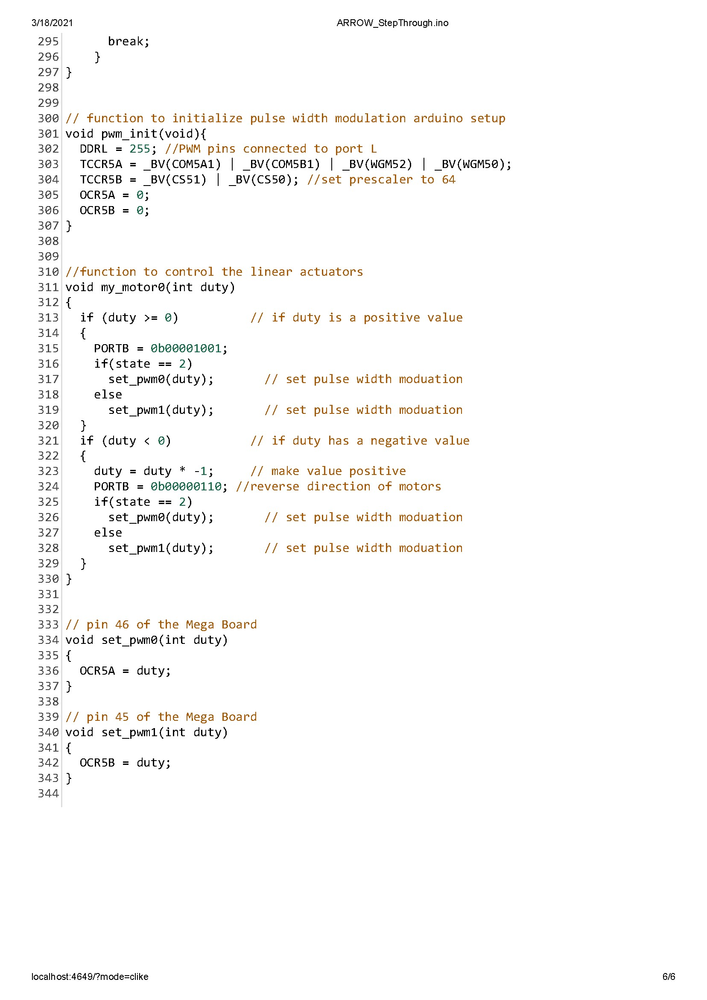 3/18/2021 ARROW_StepThrough.ino
295       break;
296     }
297 }
298
299
300 // function to initialize pulse width modulation arduino setup
301 void pwm_init(void){
302   DDRL = 255; //PWM pins connected to port L
303   TCCR5A = _BV(COM5A1) | _BV(COM5B1) | _BV(WGM52) | _BV(WGM50);
304   TCCR5B = _BV(CS51) | _BV(CS50); //set prescaler to 64
305   OCR5A = 0;
306   OCR5B = 0;
307 }
308
309
310 //function to control the linear actuators
311 void my_motor0(int duty)
312 {
313   if (duty >= 0)          // if duty is a positive value
314   {
315     PORTB = 0b00001001;
316     if(state == 2)
317       set_pwm0(duty);       // set pulse width moduation
318     else
319       set_pwm1(duty);       // set pulse width moduation
320   }
321   if (duty < 0)           // if duty has a negative value
322   {
323     duty = duty * -1;     // make value positive
324     PORTB = 0b00000110; //reverse direction of motors
325     if(state == 2)
326       set_pwm0(duty);       // set pulse width moduation
327     else
328       set_pwm1(duty);       // set pulse width moduation
329   }
330 }
331
332
333 // pin 46 of the Mega Board
334 void set_pwm0(int duty)
335 {
336   OCR5A = duty;
337 }
338
339 // pin 45 of the Mega Board
340 void set_pwm1(int duty)
341 {
342   OCR5B = duty;
343 }
344
localhost:4649/?mode=clike 6/6